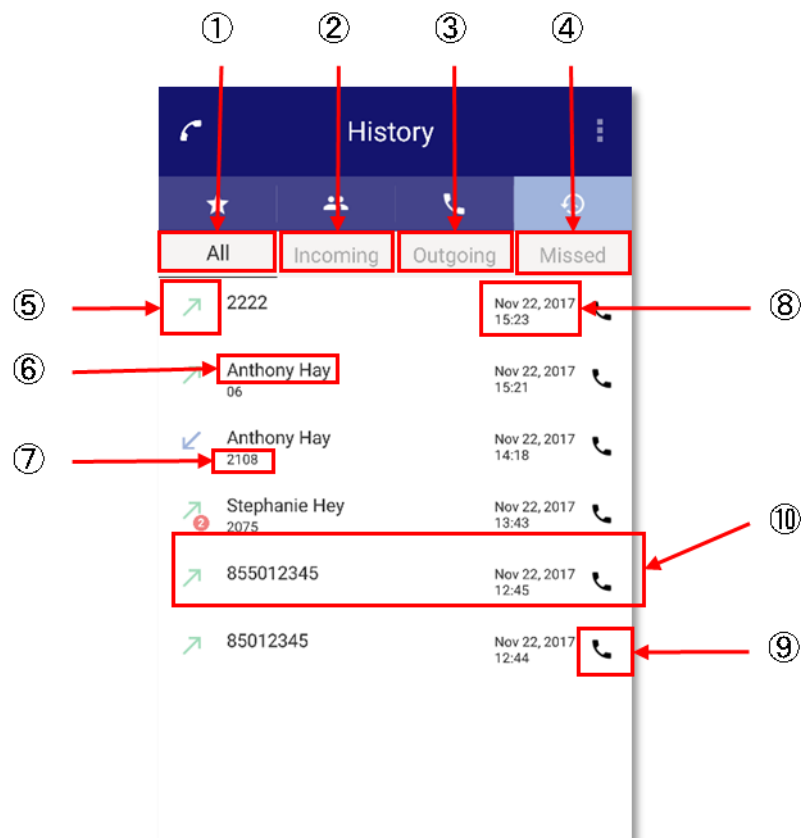 ① ② ③ ④
History
All Incoming Outgoing Missed
⑤ 2222 Nov 22, 2017 ⑧
15:23
⑥ Anthony Hay Nov 22, 2017
06 15:21
Anthony Hay Nov 22, 2017
⑦ 2108 14:18
Stephanie Hey Nov 22, 2017
2 2075 13:43 ⑩
855012345 Nov 22, 2017
12:45
85012345 Nov 22, 2017 ⑨
12:44